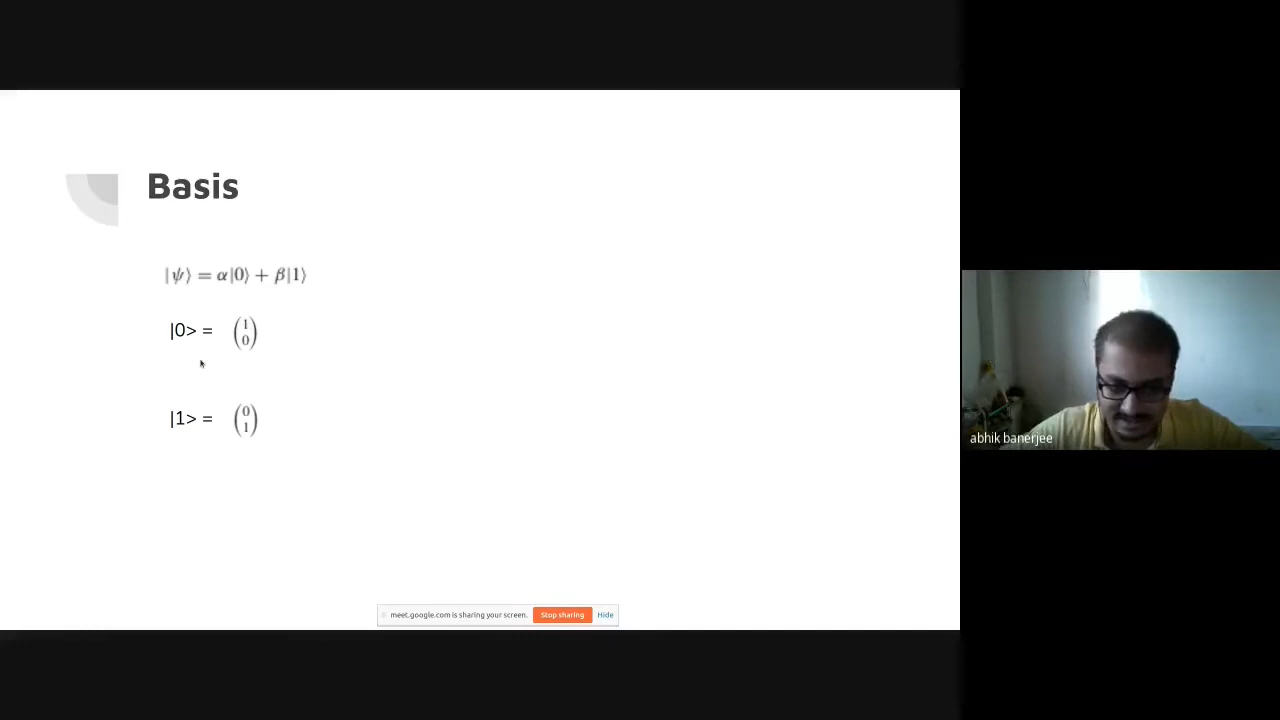 Basis
|ψ⟩ = α|0⟩ + β|1⟩
|0> = (1 0)
|1> = (0 1)
meet.google.com is sharing your screen. Stop sharing Hide
abhik banerjee